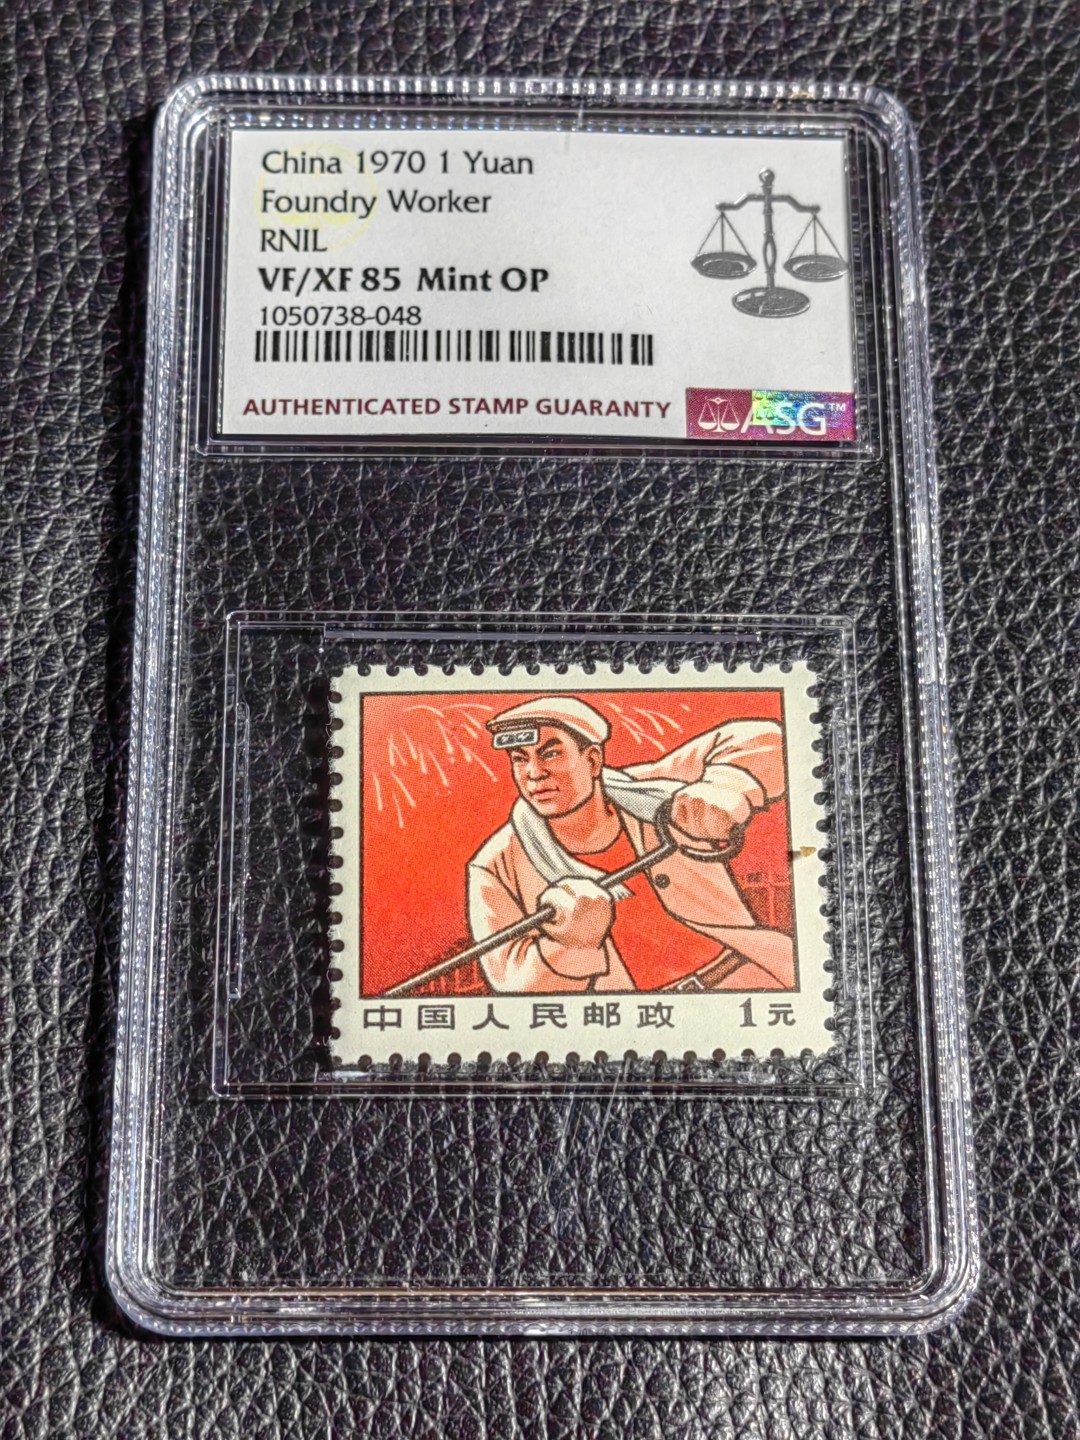 China 1970 1 Yuan
Foundry Worker
RNIL
VF/XF 85 Mint OP
1050738-048
AUTHENTICATED STAMP GUARANTY
ASG™
中国人民邮政 1元